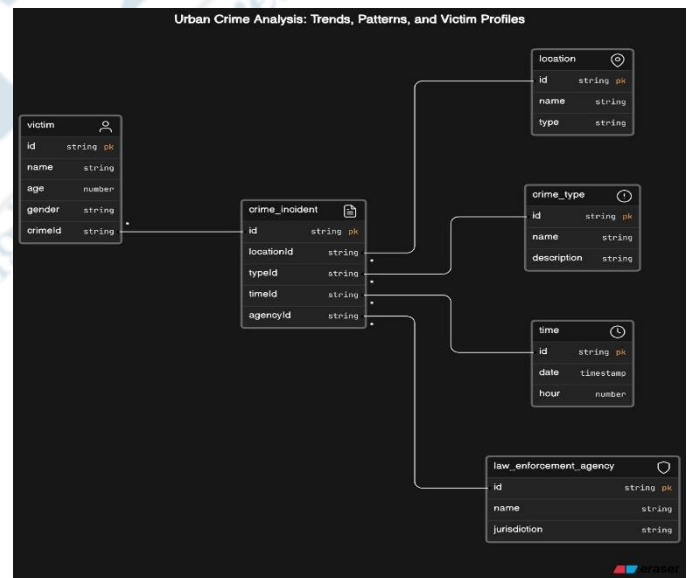 Urban Crime Analysis: Trends, Patterns, and Victim Profiles
victim
id string pk
name string
age number
gender string
crimeId string
crime_incident
id string pk
locationId string
typeId string
timeId string
agencyId string
location
id string pk
name string
type string
crime_type
id string pk
name string
description string
time
id string pk
date timestamp
hour number
law_enforcement_agency
id string pk
name string
jurisdiction string
eraser